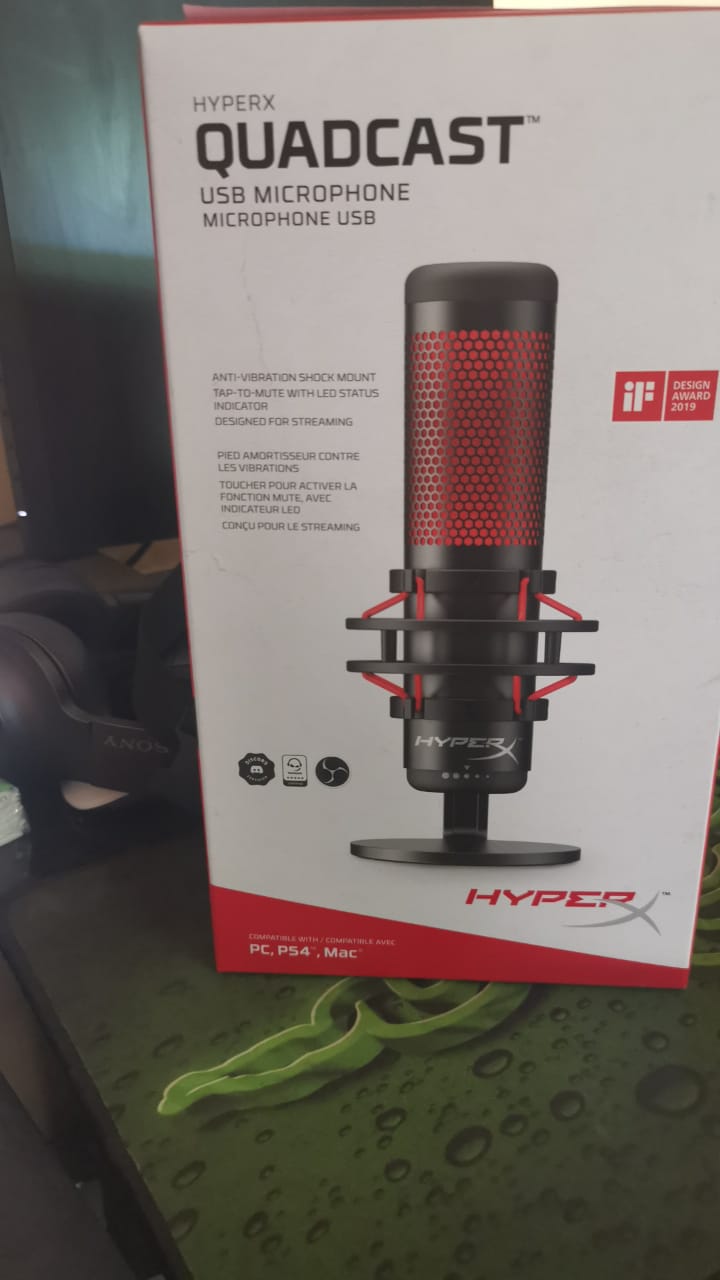 HYPERX
QUADCAST™
USB MICROPHONE
MICROPHONE USB
ANTI-VIBRATION SHOCK MOUNT
TAP-TO-MUTE WITH LED STATUS
INDICATOR
DESIGNED FOR STREAMING
PIED AMORTISSEUR CONTRE
LES VIBRATIONS
TOUCHER POUR ACTIVER LA
FONCTION MUTE, AVEC
INDICATEUR LED
CONÇU POUR LE STREAMING
iF
DESIGN
AWARD
2019
HYPERX
DISCORD
SONY
HYPERX™
COMPATIBLE WITH / COMPATIBLE AVEC
PC, PS4™, Mac®